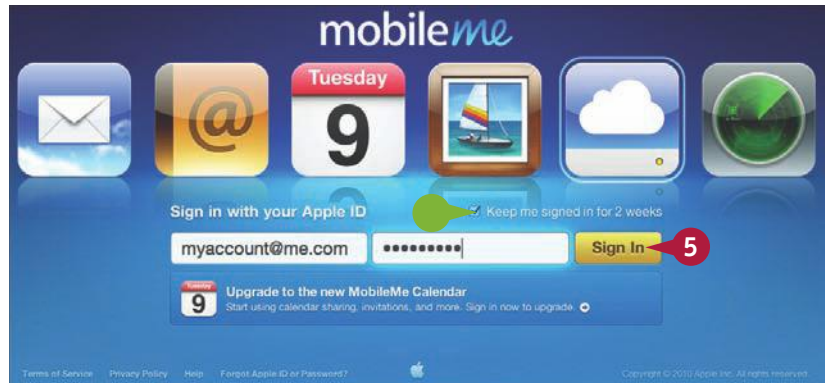 mobileme
Tuesday
9
Sign in with your Apple ID
Keep me signed in for 2 weeks
myaccount@me.com
•••••••••
Sign In
5
Tuesday
9
Upgrade to the new MobileMe Calendar
Start using calendar sharing, invitations, and more. Sign in now to upgrade.
Terms of Service Privacy Policy Help Forgot Apple ID or Password? Copyright © 2010 Apple Inc. All rights reserved.